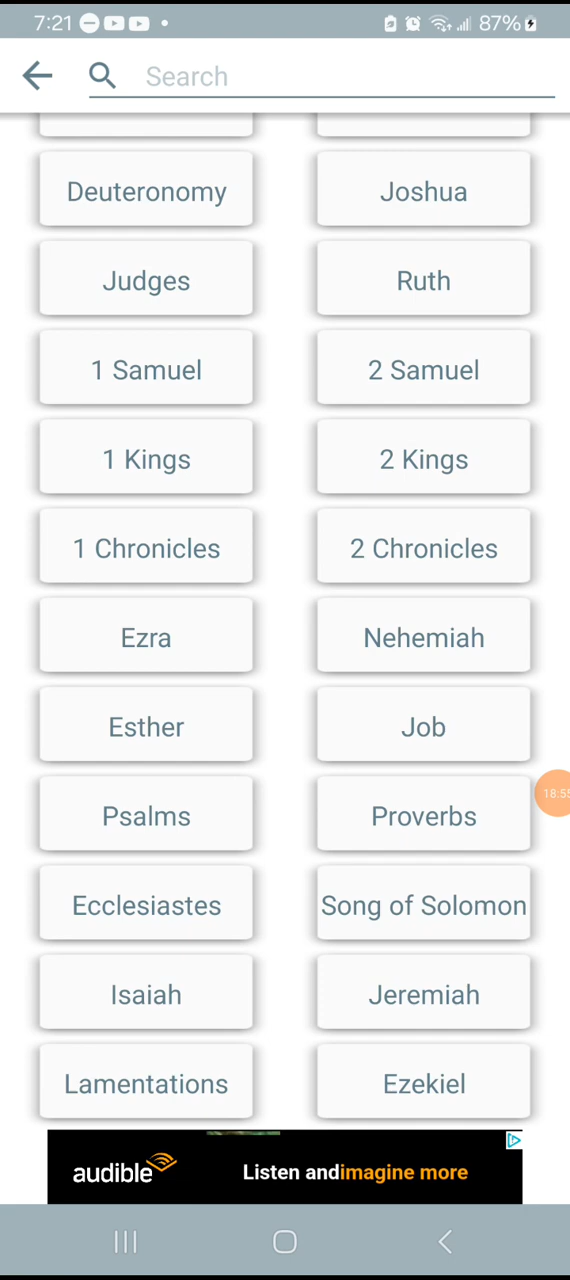 7:21 87%
Search
Deuteronomy Joshua
Judges Ruth
1 Samuel 2 Samuel
1 Kings 2 Kings
1 Chronicles 2 Chronicles
Ezra Nehemiah
Esther Job
18:55
Psalms Proverbs
Ecclesiastes Song of Solomon
Isaiah Jeremiah
Lamentations Ezekiel
audible Listen andimagine more